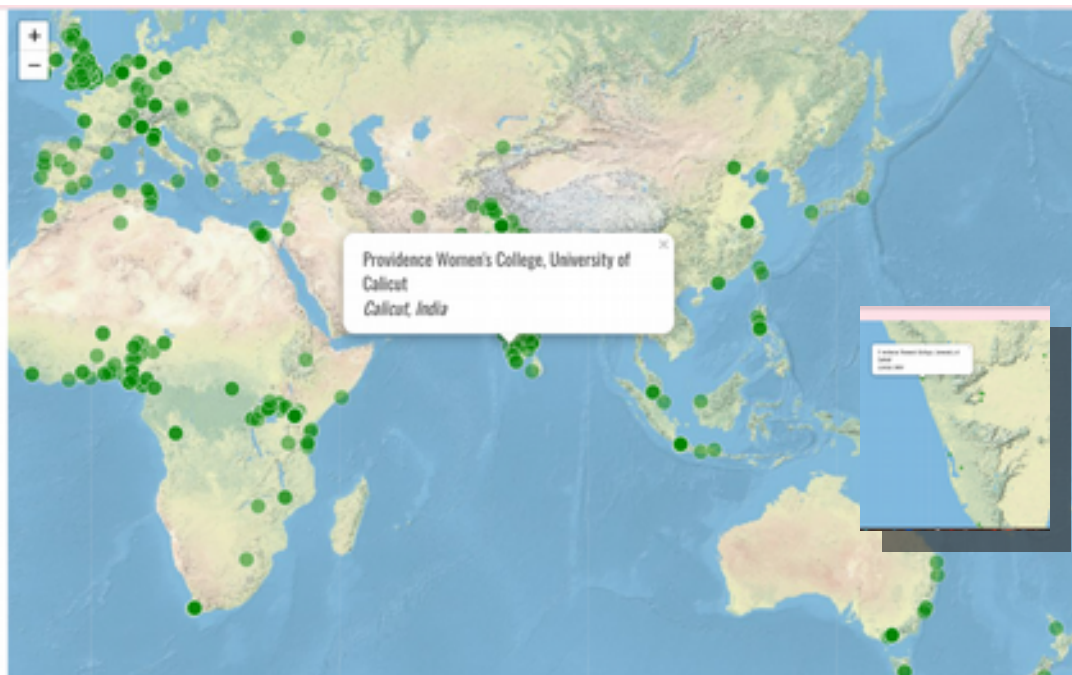 +
−
×
Providence Women's College, University of
Calicut
Calicut, India